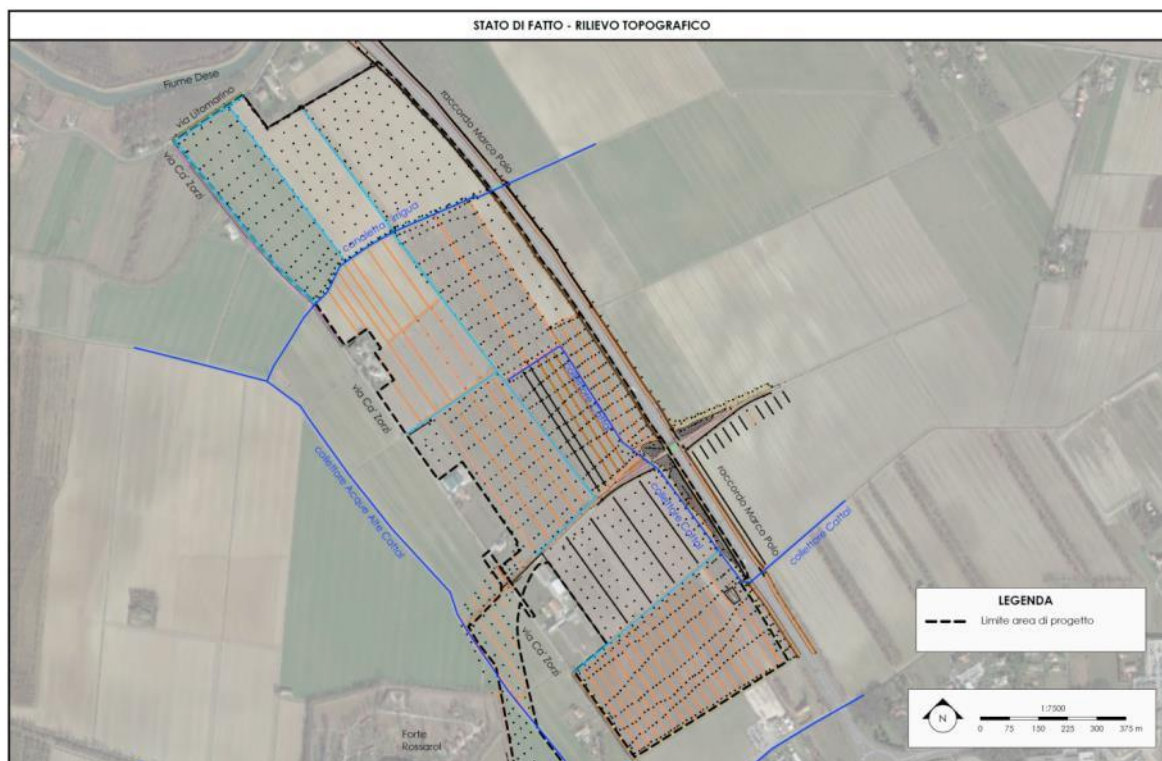 STATO DI FATTO - RILIEVO TOPOGRAFICO
Fiume Dese
via Litomarino
raccordo Marco Polo
via Ca' Zorzi
canaletta irrigua
via Ca' Zorzi
collettore Acque Alte Cattal
collettore Cattal
raccordo Marco Polo
collettore Cattal
via Ca' Zorzi
Forte
Rossarol
LEGENDA
Limite area di progetto
N
1:7500
0 75 150 225 300 375 m